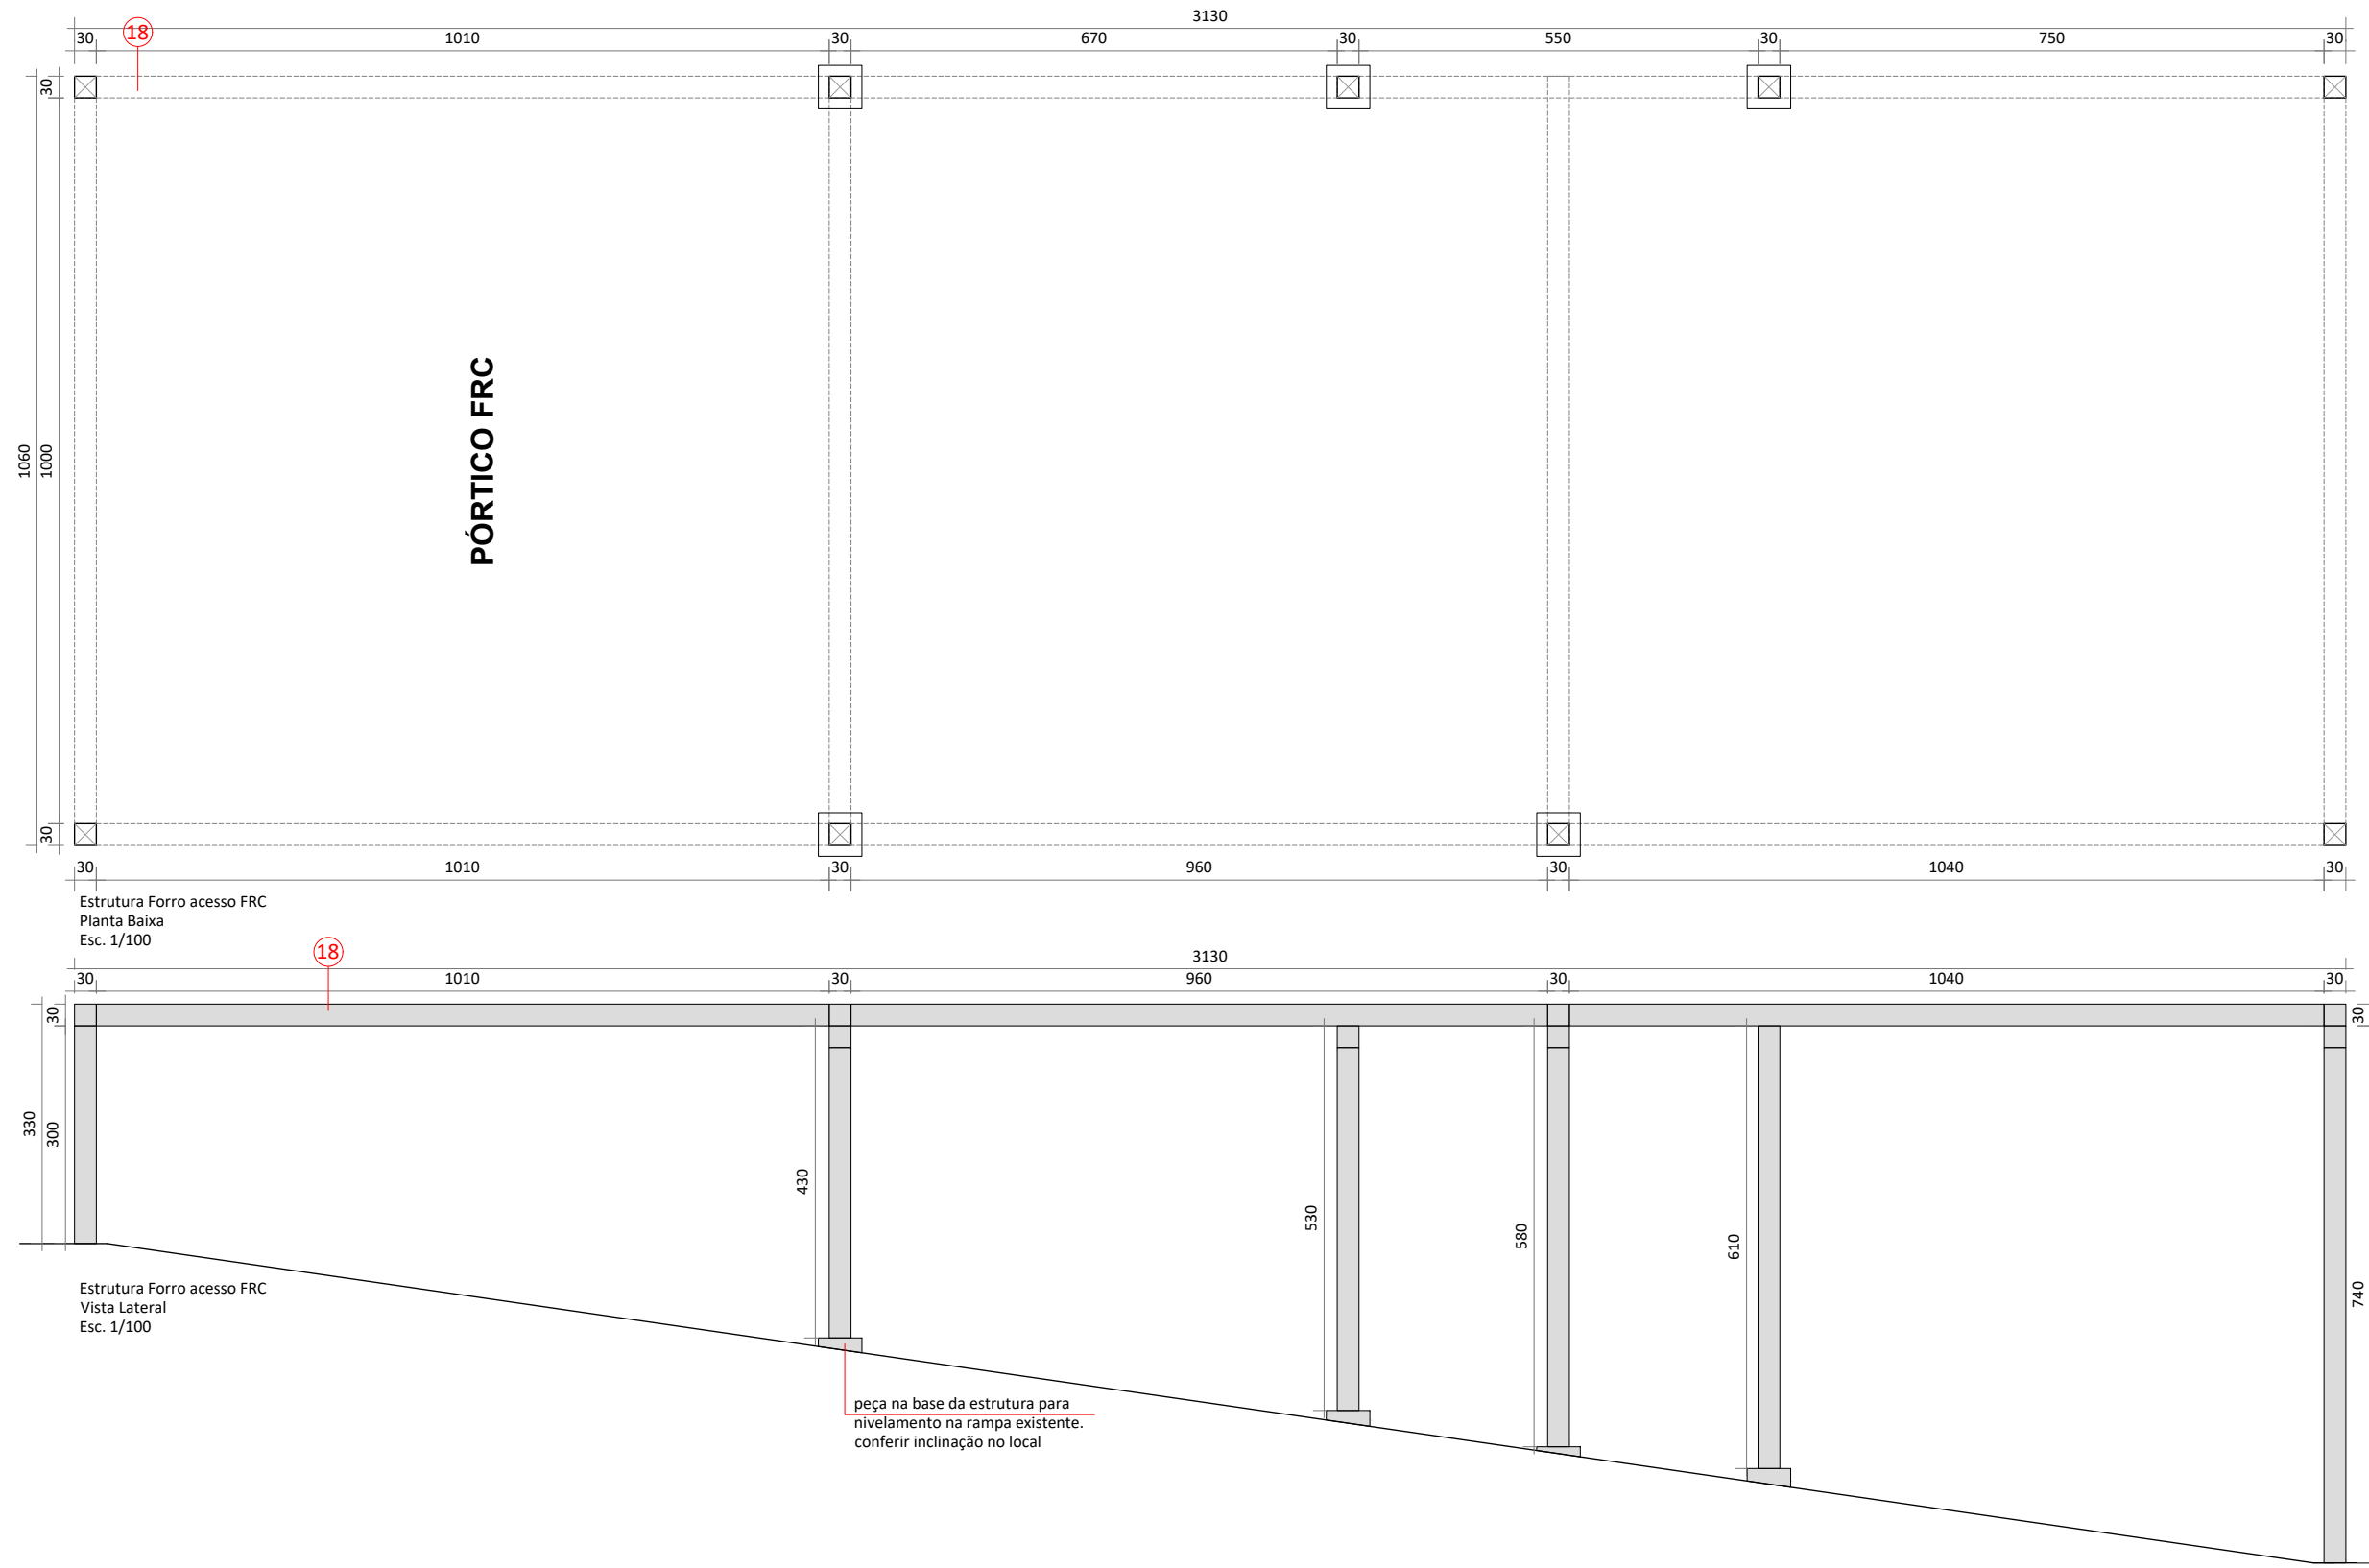 3130
18
30 1010 30 670 30 550 30 750 30
30
PÓRTICO FRC
1060
1000
30
30 1010 30 960 30 1040 30
Estrutura Forro acesso FRC
Planta Baixa
Esc. 1/100
18
3130
30 1010 30 960 30 1040 30
30
30
330
300
430
530
580
610
740
Estrutura Forro acesso FRC
Vista Lateral
Esc. 1/100
peça na base da estrutura para
nivelamento na rampa existente.
conferir inclinação no local